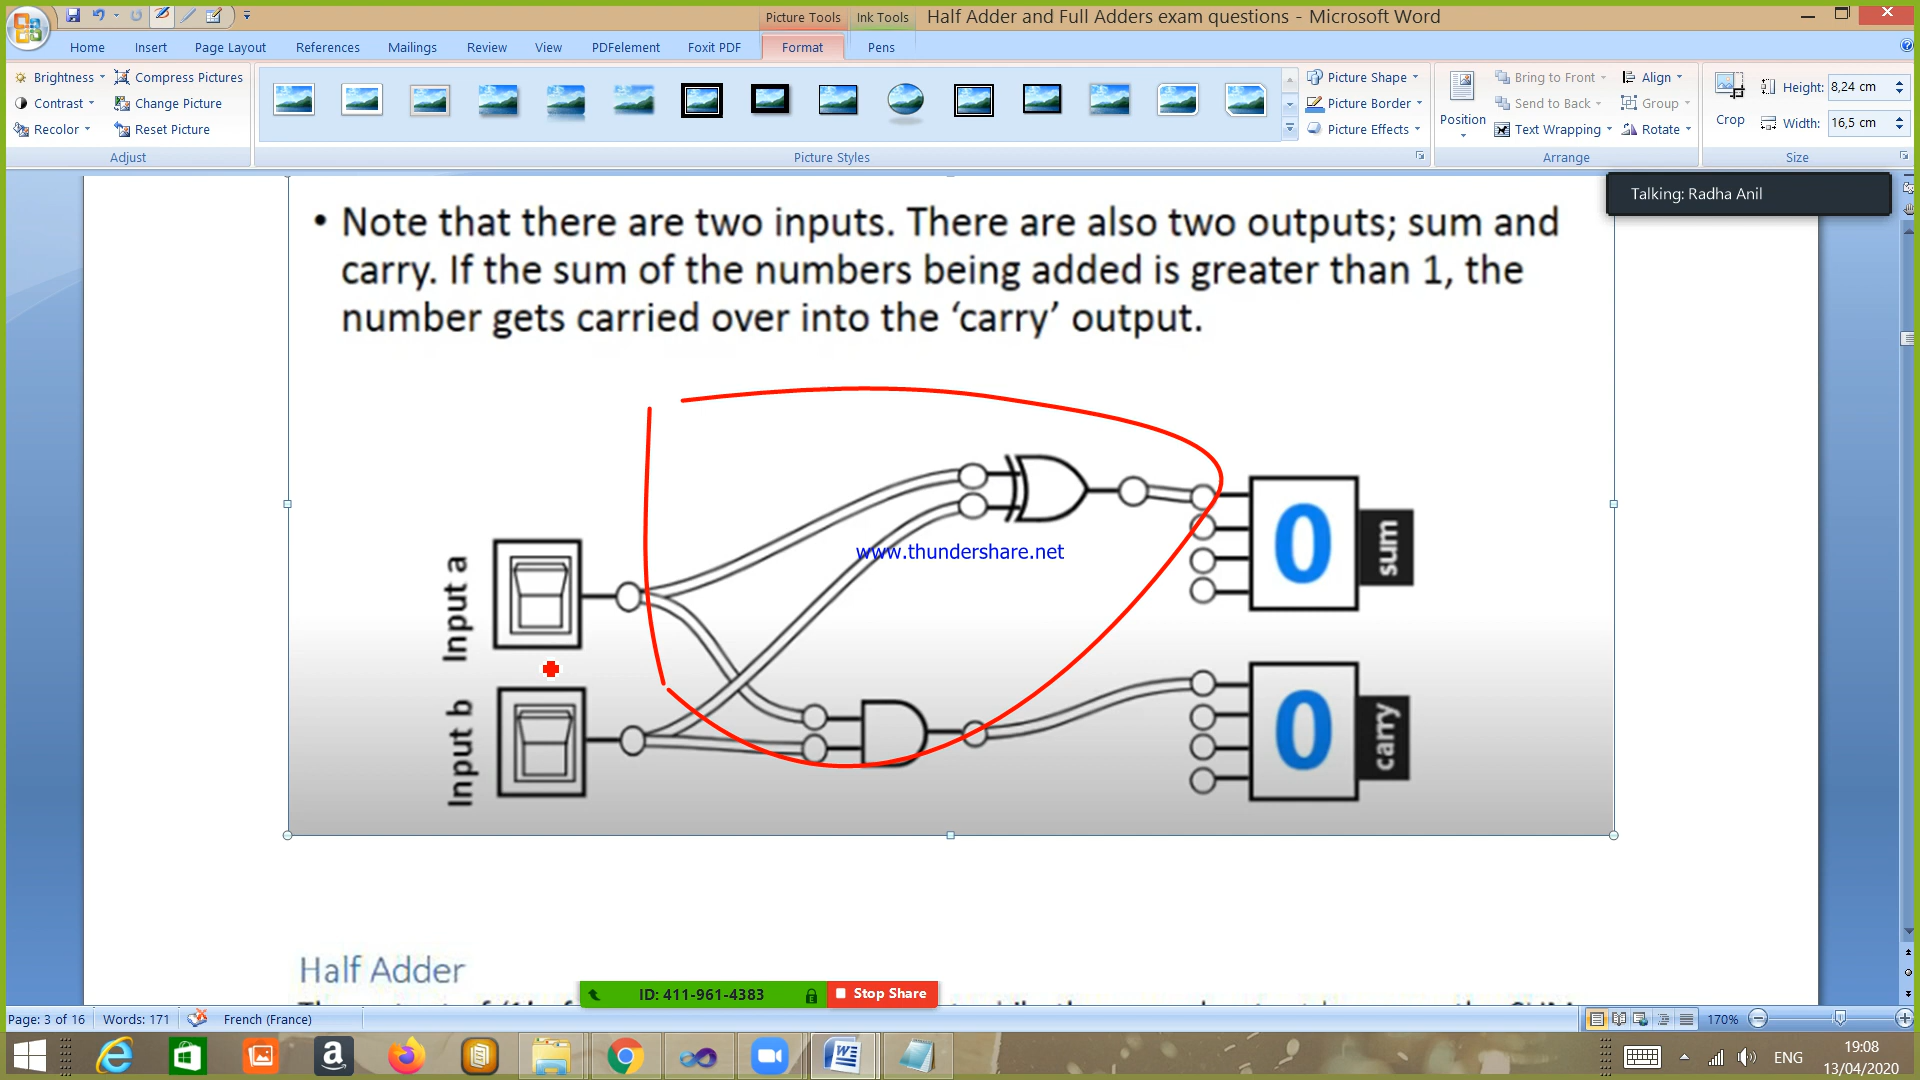 Picture Tools
Ink Tools
Half Adder and Full Adders exam questions - Microsoft Word
Home
Insert
Page Layout
References
Mailings
Review
View
PDFelement
Foxit PDF
Format
Pens
Brightness
Compress Pictures
Contrast
Change Picture
Recolor
Reset Picture
Adjust
Picture Styles
Picture Shape
Picture Border
Picture Effects
Position
Bring to Front
Send to Back
Text Wrapping
Align
Group
Rotate
Arrange
Crop
Height: 8,24 cm
Width: 16,5 cm
Size
Talking: Radha Anil
• Note that there are two inputs. There are also two outputs; sum and
carry. If the sum of the numbers being added is greater than 1, the
number gets carried over into the ‘carry’ output.
Input a
Input b
www.thundershare.net
0
sum
0
carry
Half Adder
ID: 411-961-4383
Stop Share
Page: 3 of 16
Words: 171
French (France)
170%
ENG
19:08
13/04/2020